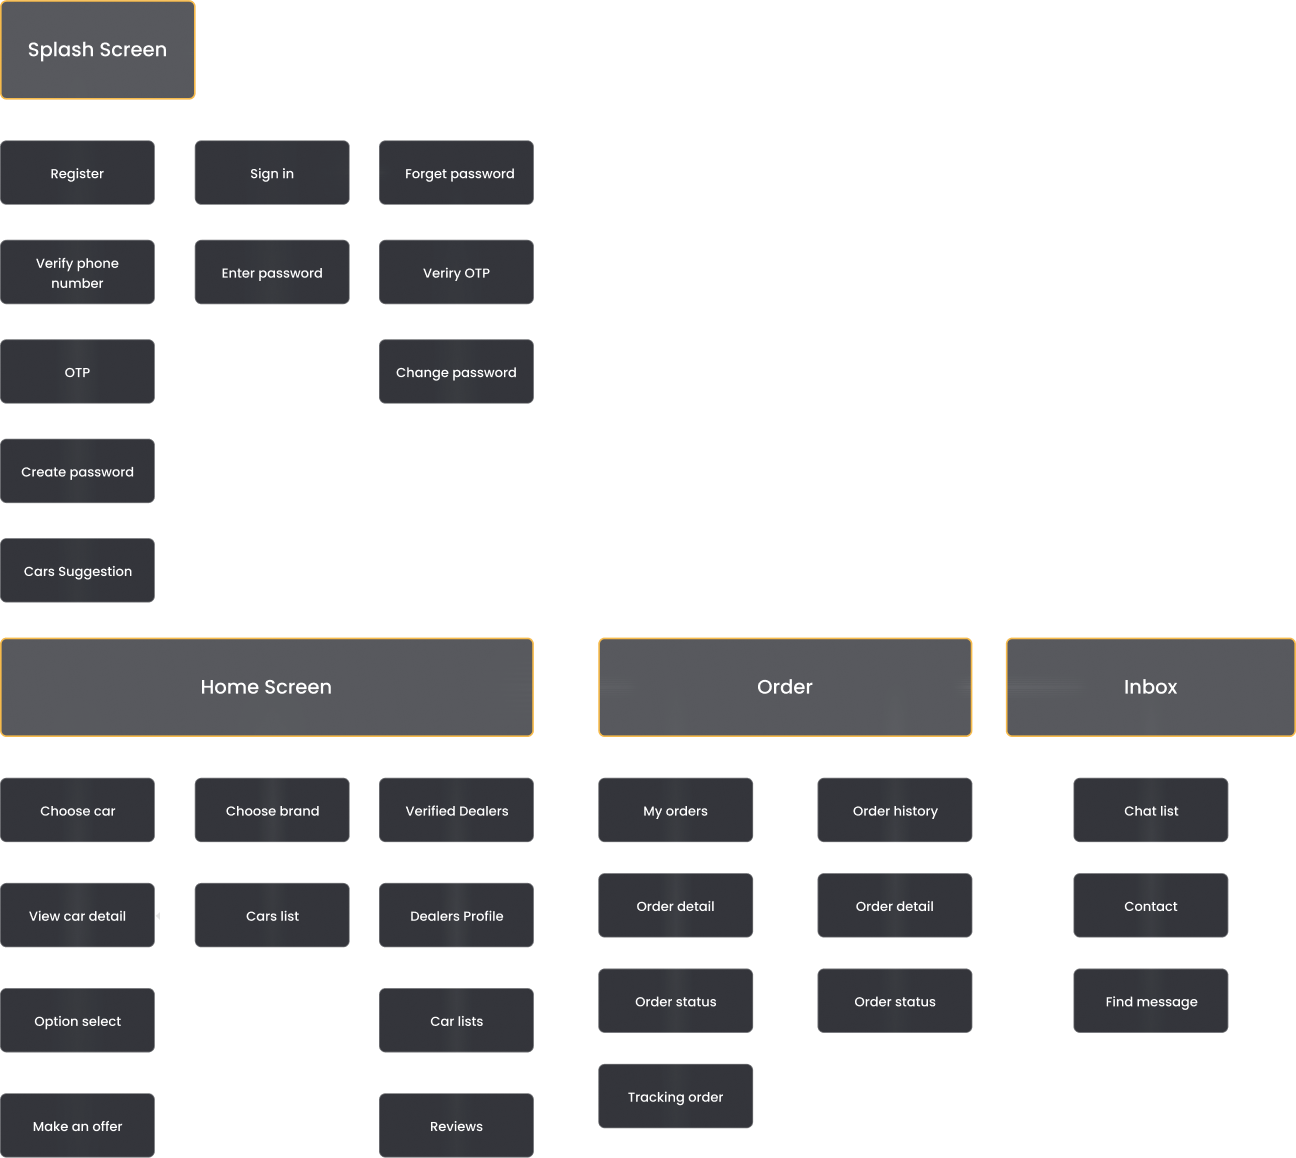 Splash Screen
Register
Sign in
Forget password
Verify phone
number
Enter password
Veriry OTP
OTP
Change password
Create password
Cars Suggestion
Home Screen
Order
Inbox
Choose car
Choose brand
Verified Dealers
My orders
Order history
Chat list
View car detail
Cars list
Dealers Profile
Order detail
Order detail
Contact
Option select
Car lists
Order status
Order status
Find message
Make an offer
Reviews
Tracking order